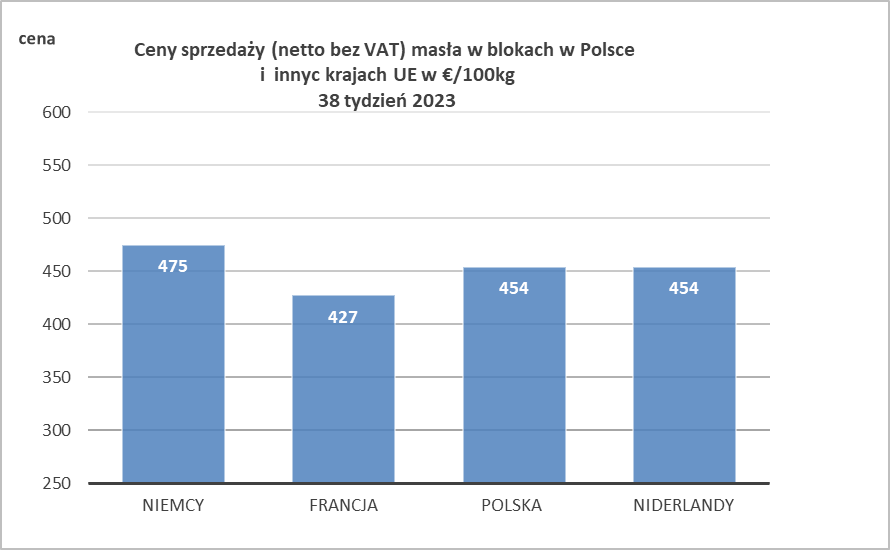 cena
Ceny sprzedaży (netto bez VAT) masła w blokach w Polsce
i innyc krajach UE w €/100kg
38 tydzień 2023
600
550
500
450
400
350
300
250
475
427
454
454
NIEMCY
FRANCJA
POLSKA
NIDERLANDY